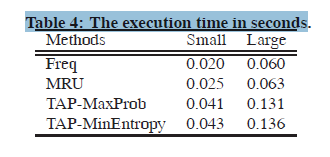 Table 4: The execution time in seconds.
Methods Small Large
Freq 0.020 0.060
MRU 0.025 0.063
TAP-MaxProb 0.041 0.131
TAP-MinEntropy 0.043 0.136